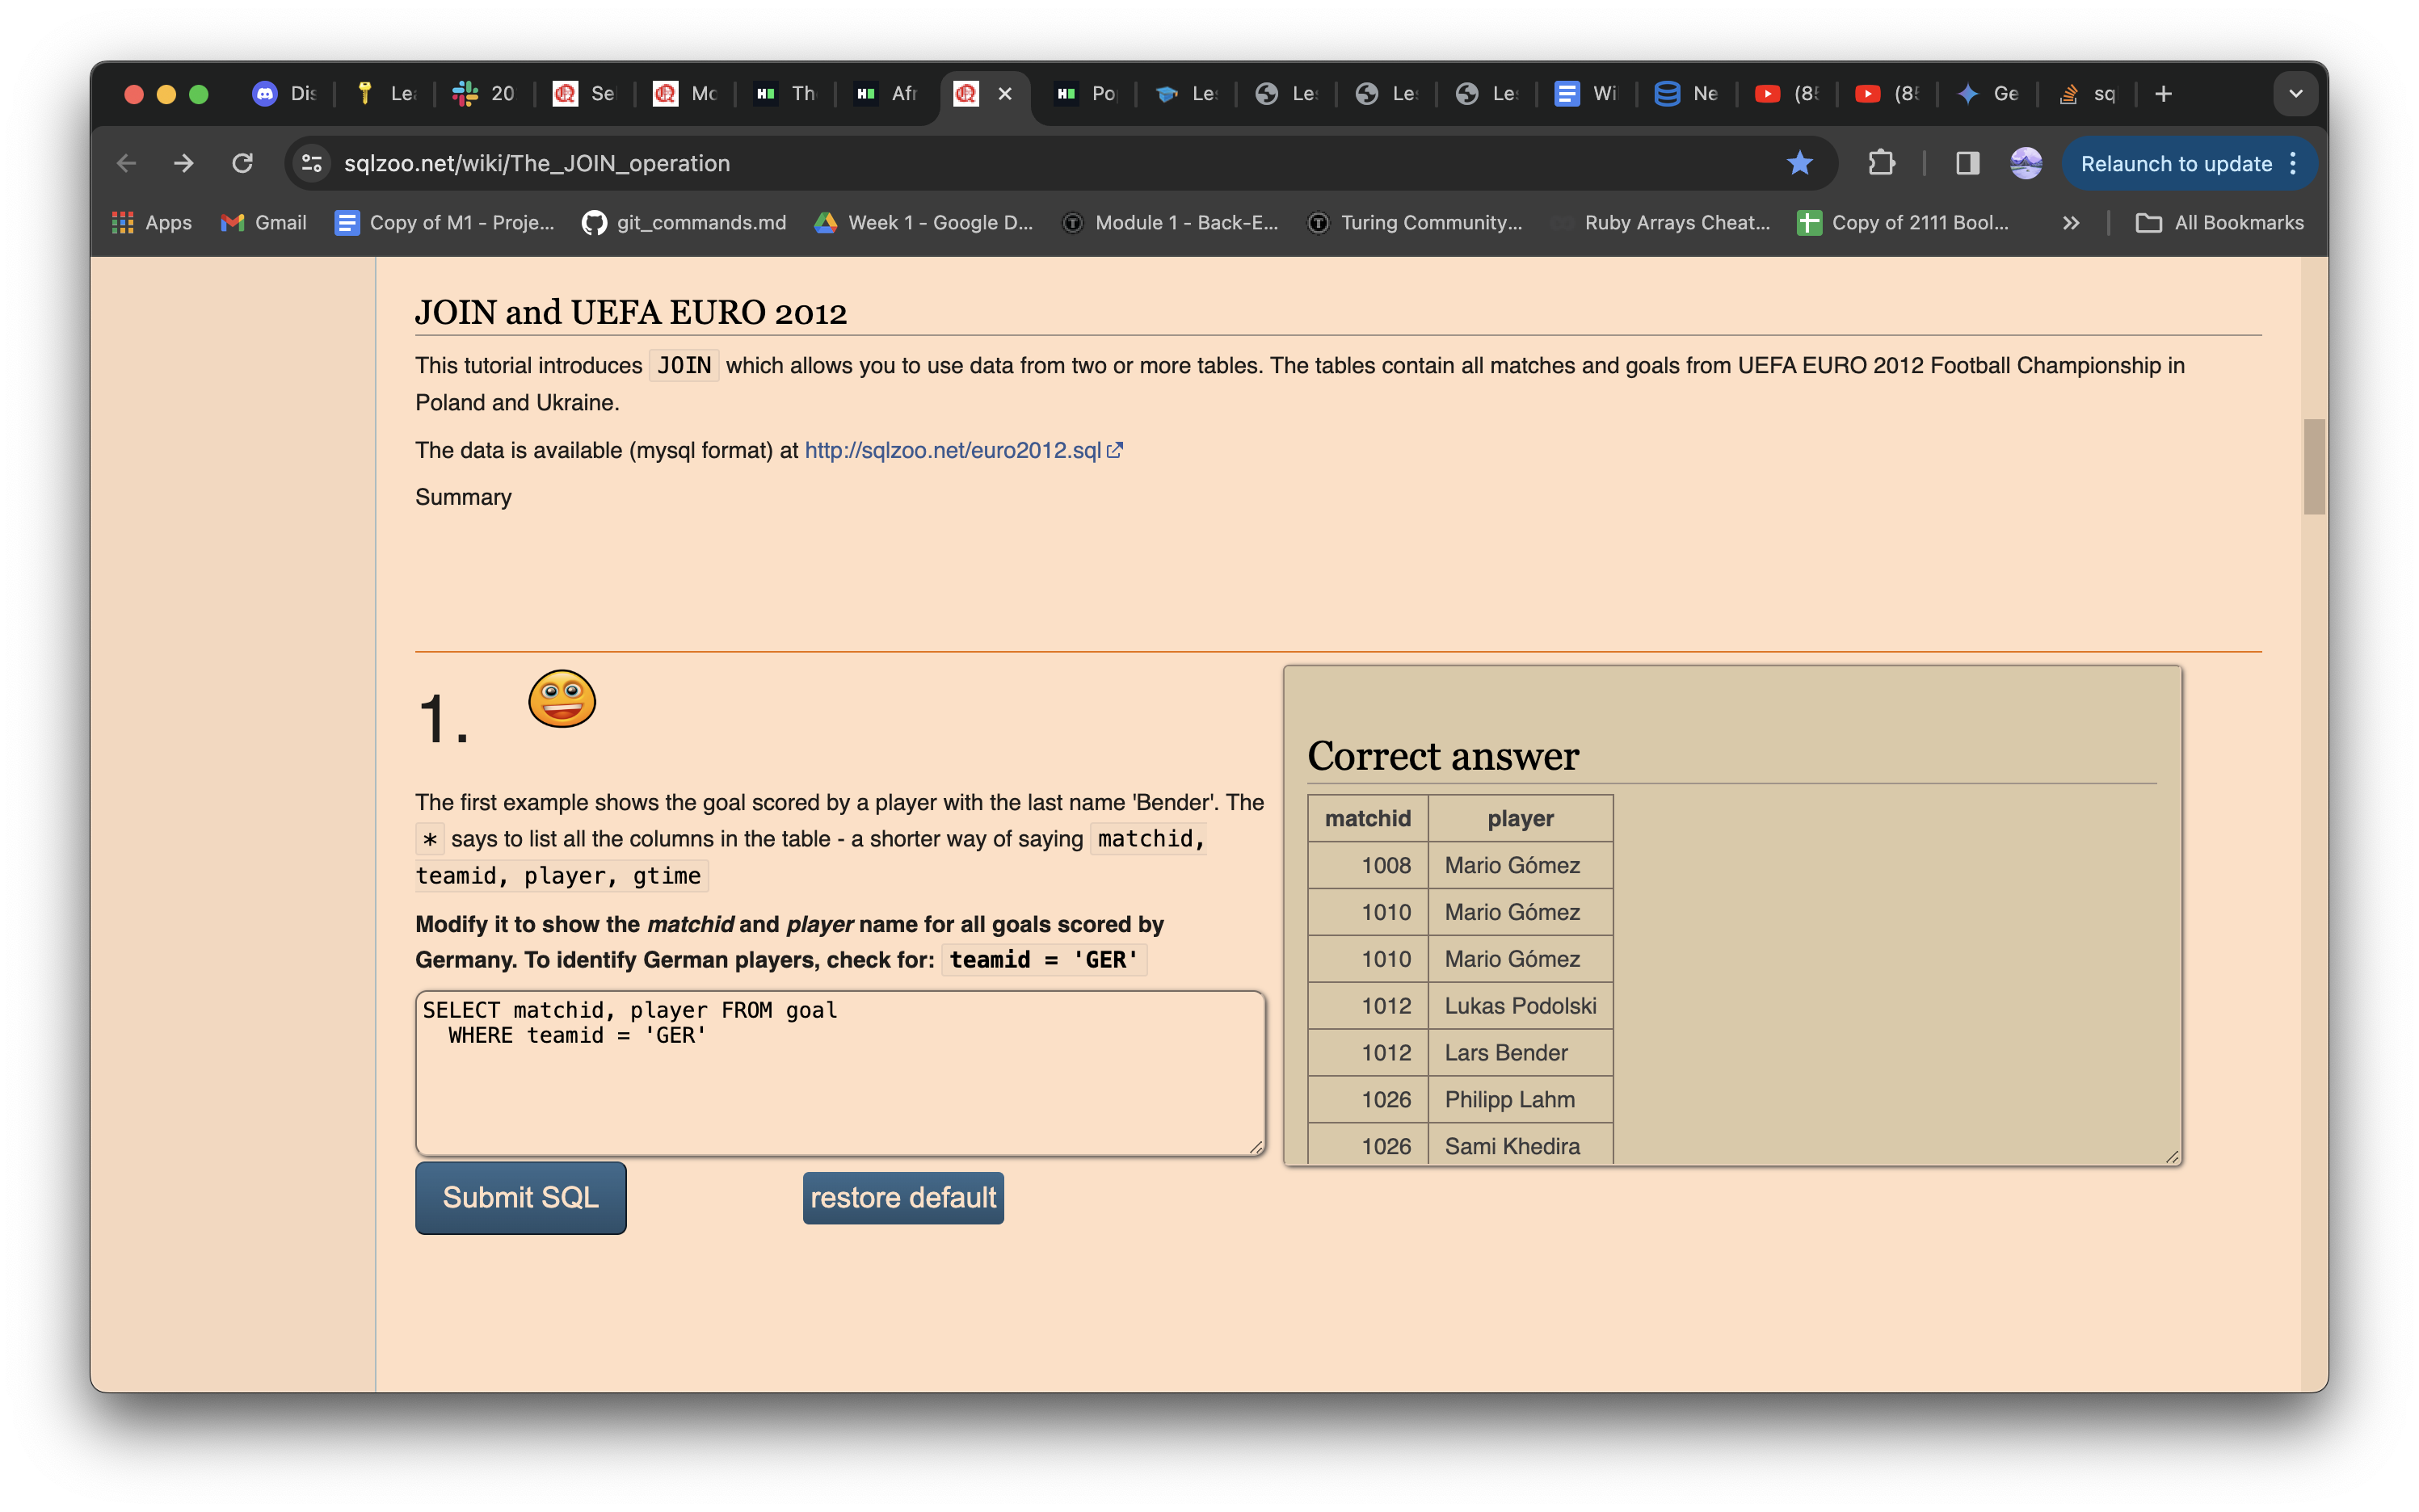 Dis
Lea
20
Se
Mo
Th
Afr
Po
Le
Le
Le
Le
Wi
Ne
(8
(8
Ge
sq
sqlzoo.net/wiki/The_JOIN_operation
Relaunch to update
Apps
Gmail
Copy of M1 - Proje...
git_commands.md
Week 1 - Google D...
Module 1 - Back-E...
Turing Community...
Ruby Arrays Cheat...
Copy of 2111 Bool...
All Bookmarks
JOIN and UEFA EURO 2012
This tutorial introduces JOIN which allows you to use data from two or more tables. The tables contain all matches and goals from UEFA EURO 2012 Football Championship in
Poland and Ukraine.
The data is available (mysql format) at http://sqlzoo.net/euro2012.sql
Summary
1.
The first example shows the goal scored by a player with the last name 'Bender'. The
* says to list all the columns in the table - a shorter way of saying matchid,
teamid, player, gtime
Modify it to show the matchid and player name for all goals scored by
Germany. To identify German players, check for: teamid = 'GER'
SELECT matchid, player FROM goal
WHERE teamid = 'GER'
Submit SQL
restore default
Correct answer
matchid player
1008 Mario Gómez
1010 Mario Gómez
1010 Mario Gómez
1012 Lukas Podolski
1012 Lars Bender
1026 Philipp Lahm
1026 Sami Khedira